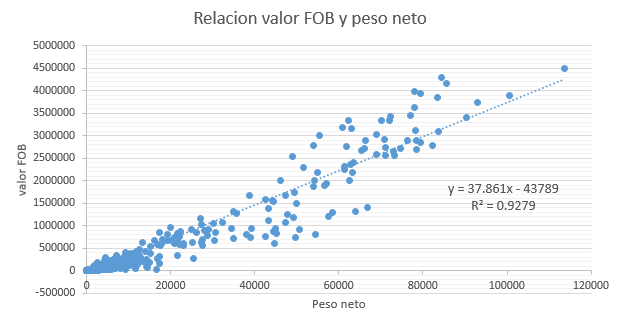 Relacion valor FOB y peso neto
5000000
4500000
4000000
3500000
3000000
2500000
2000000
1500000
1000000
500000
0
-500000
valor FOB
y = 37.861x - 43789
R² = 0.9279
0 20000 40000 60000 80000 100000 120000
Peso neto